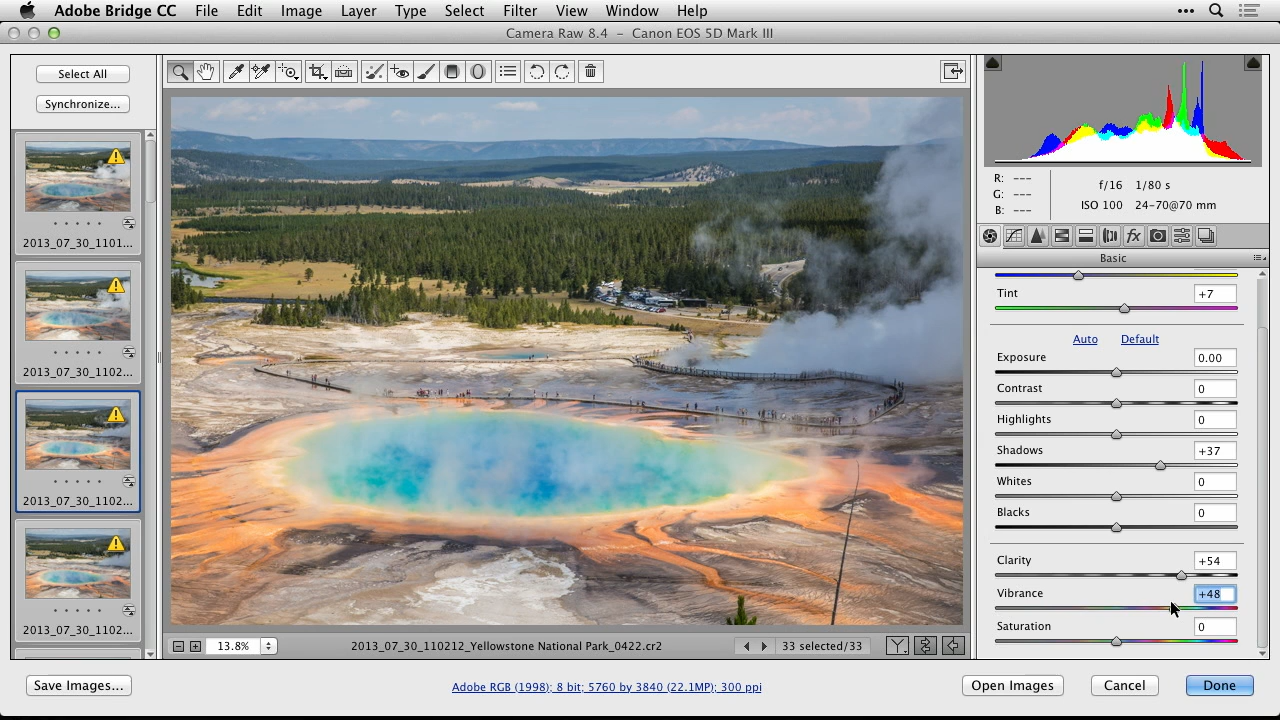 Adobe Bridge CC File Edit Image Layer Type Select Filter View Window Help
Camera Raw 8.4 – Canon EOS 5D Mark III
Select All
Synchronize...
2013_07_30_1101...
2013_07_30_1102...
2013_07_30_1102...
2013_07_30_1102...
R: ---
G: ---
B: ---
f/16 1/80 s
ISO 100 24-70@70 mm
fx
Basic
Tint +7
Auto Default
Exposure 0.00
Contrast 0
Highlights 0
Shadows +37
Whites 0
Blacks 0
Clarity +54
Vibrance +48
Saturation 0
13.8% 2013_07_30_110212_Yellowstone National Park_0422.cr2 33 selected/33
Save Images... Adobe RGB (1998); 8 bit; 5760 by 3840 (22.1MP); 300 ppi Open Images Cancel Done